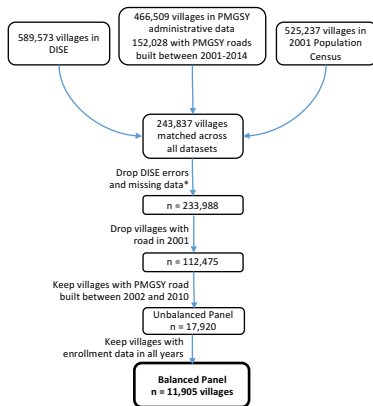 589,573 villages in
DISE
466,509 villages in PMGSY
administrative data
152,028 with PMGSY roads
built between 2001-2014
525,237 villages in
2001 Population
Census
243,837 villages
matched across
all datasets
Drop DISE errors
and missing data*
n = 233,988
Drop villages with
road in 2001
n = 112,475
Keep villages with PMGSY road
built between 2002 and 2010
Unbalanced Panel
n = 17,920
Keep villages with
enrollment data in all years
Balanced Panel
n = 11,905 villages